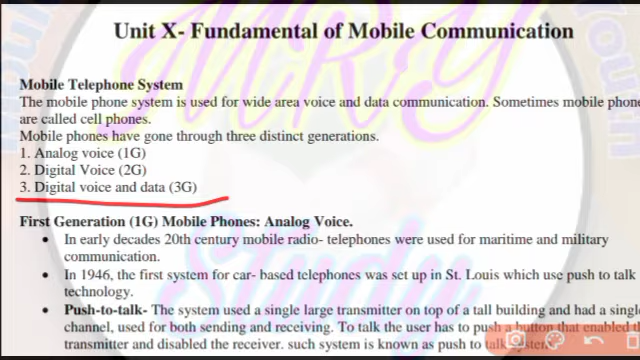 Unit X- Fundamental of Mobile Communication
Mobile Telephone System
The mobile phone system is used for wide area voice and data communication. Sometimes mobile phone
are called cell phones.
Mobile phones have gone through three distinct generations.
1. Analog voice (1G)
2. Digital Voice (2G)
3. Digital voice and data (3G)
First Generation (1G) Mobile Phones: Analog Voice.
• In early decades 20th century mobile radio- telephones were used for maritime and military
communication.
• In 1946, the first system for car- based telephones was set up in St. Louis which use push to talk
technology.
• Push-to-talk- The system used a single large transmitter on top of a tall building and had a singl
channel, used for both sending and receiving. To talk the user has to push a button that enabled th
transmitter and disabled the receiver. such system is known as push to talk system
MRY
Study